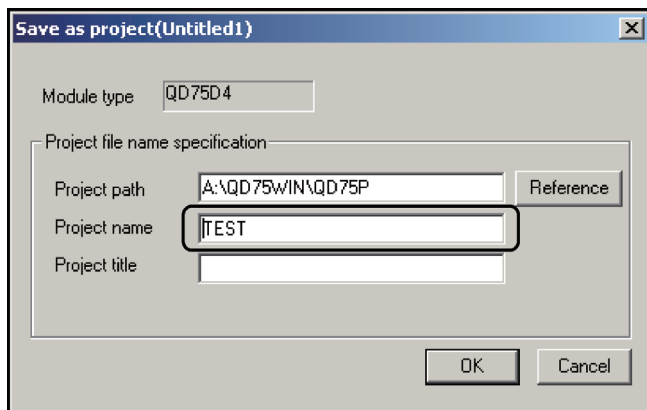 Save as project(Untitled1)
Module type QD75D4
Project file name specification
Project path A:\QD75WIN\QD75P Reference
Project name TEST
Project title
OK Cancel